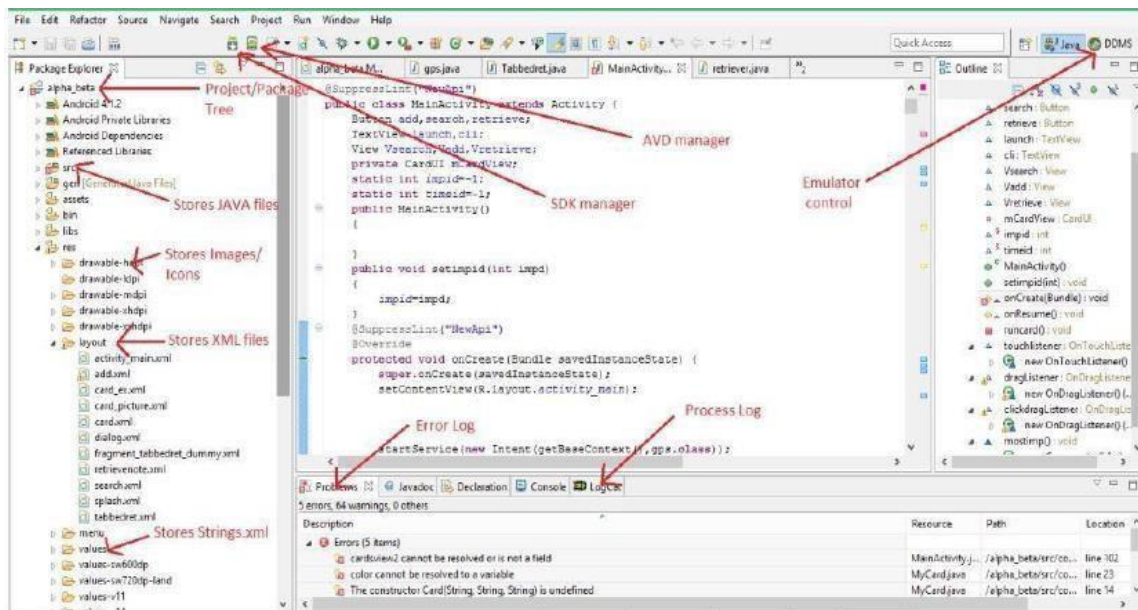 File Edit Refactor Source Navigate Search Project Run Window Help
Quick Access
Java
DDMS
Package Explorer
alpha_beta
Android 4.1.2
Android Private Libraries
Android Dependencies
Referenced Libraries
src
gen [Generated Java Files]
assets
bin
libs
res
drawable-hdpi
drawable-ldpi
drawable-mdpi
drawable-xhdpi
drawable-xxhdpi
layout
activity_main.xml
add.xml
card_ex.xml
card_picture.xml
card.xml
dialog.xml
fragment_tabbedret_dummy.xml
retrievenote.xml
search.xml
splash.xml
tabbedret.xml
menu
values
values-sw600dp
values-sw720dp-land
values-v11
Project/Package
Tree
Stores JAVA files
Stores Images/
Icons
Stores XML files
Stores Strings.xml
alpha_beta M...
gps.java
Tabbedret.java
MainActivity...
retriever.java
@SuppressLint("NewApi")
public class MainActivity extends Activity {
Button add,search,retrieve;
TextView launch,cli;
View Vsearch,Vadd,Vretrieve;
private CardUI mCardView;
static int impid=-1;
static int timeid=-1;
public MainActivity()
{
}
public void setimpid(int impd)
{
impid=impd;
}
@SuppressLint("NewApi")
@Override
protected void onCreate(Bundle savedInstanceState) {
super.onCreate(savedInstanceState);
setContentView(R.layout.activity_main);
startService(new Intent(getBaseContext(),gps.class));
AVD manager
SDK manager
Emulator
control
Error Log
Process Log
Outline
search : Button
retrieve : Button
launch : TextView
cli : TextView
Vsearch : View
Vadd : View
Vretrieve : View
mCardView : CardUI
impid : int
timeid : int
MainActivity()
setimpid(int) : void
onCreate(Bundle) : void
onResume() : void
runcard() : void
touchlistener : OnTouchListe
new OnTouchListener()
dragListener : OnDragListe
new OnDragListener() {...
clickdragListener : OnDragLis
new OnDragListener() {...
mostimp() : void
Problems
Javadoc
Declaration
Console
LogCat
5 errors, 64 warnings, 0 others
Description Resource Path Location
Errors (5 items)
cardsview2 cannot be resolved or is not a field MainActivity.j... /alpha_beta/src/co... line 102
color cannot be resolved to a variable MyCard.java /alpha_beta/src/co... line 23
The constructor Card(String, String, String) is undefined MyCard.java /alpha_beta/src/co... line 14